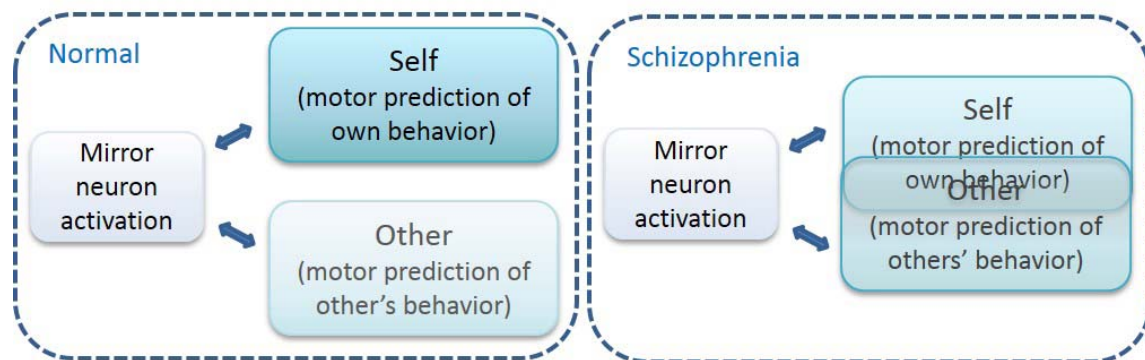 Normal
Self
(motor prediction of
own behavior)
Mirror
neuron
activation
Other
(motor prediction of
other's behavior)
Schizophrenia
Self
(motor prediction of
own behavior)
Mirror
neuron
activation
Other
(motor prediction of
others' behavior)